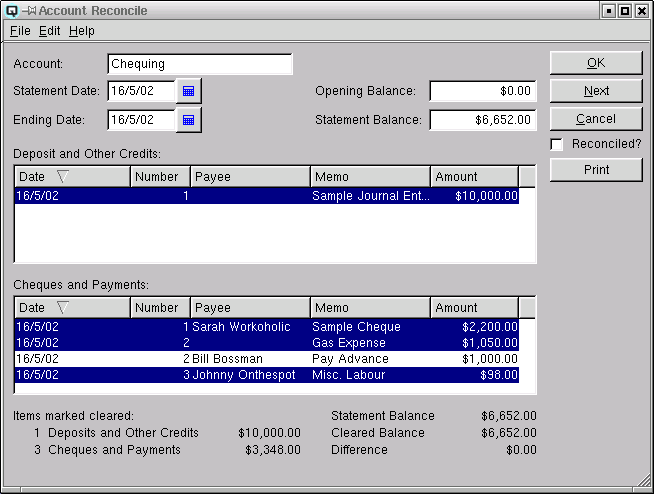 Q Account Reconcile
File Edit Help
Account: Chequing OK
Statement Date: 16/5/02 Opening Balance: $0.00 Next
Ending Date: 16/5/02 Statement Balance: $6,652.00 Cancel
Reconciled?
Deposit and Other Credits:
Print
Date Number Payee Memo Amount
16/5/02 1 Sample Journal Ent... $10,000.00
Cheques and Payments:
Date Number Payee Memo Amount
16/5/02 1 Sarah Workoholic Sample Cheque $2,200.00
16/5/02 2 Gas Expense $1,050.00
16/5/02 2 Bill Bossman Pay Advance $1,000.00
16/5/02 3 Johnny Onthespot Misc. Labour $98.00
Items marked cleared: Statement Balance $6,652.00
1 Deposits and Other Credits $10,000.00 Cleared Balance $6,652.00
3 Cheques and Payments $3,348.00 Difference $0.00